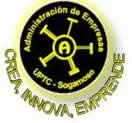 Administración de Empresas
A
UPTC - Sogamoso
CREA, INNOVA, EMPRENDE